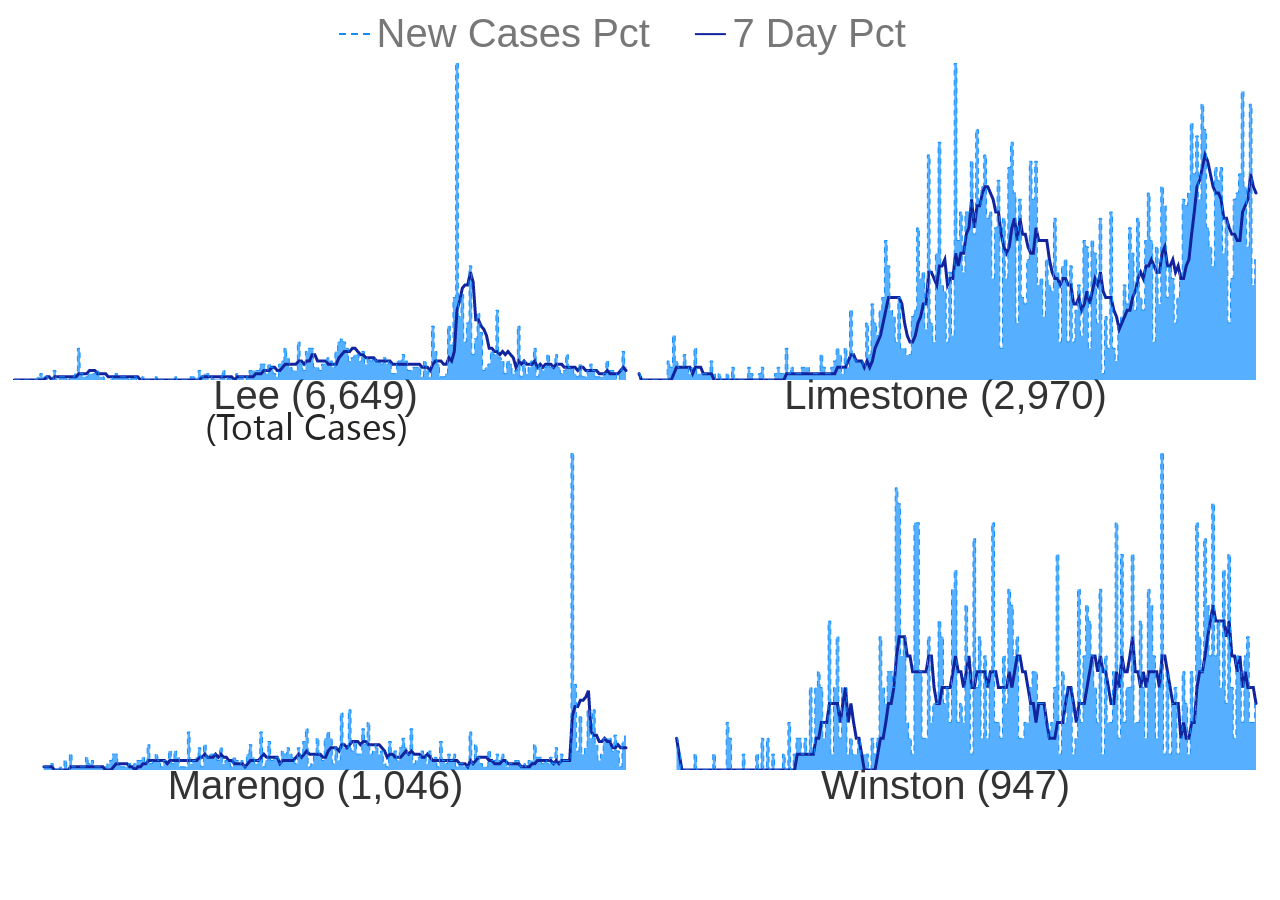 New Cases Pct 7 Day Pct
Lee (6,649) Limestone (2,970)
(Total Cases)
Marengo (1,046) Winston (947)